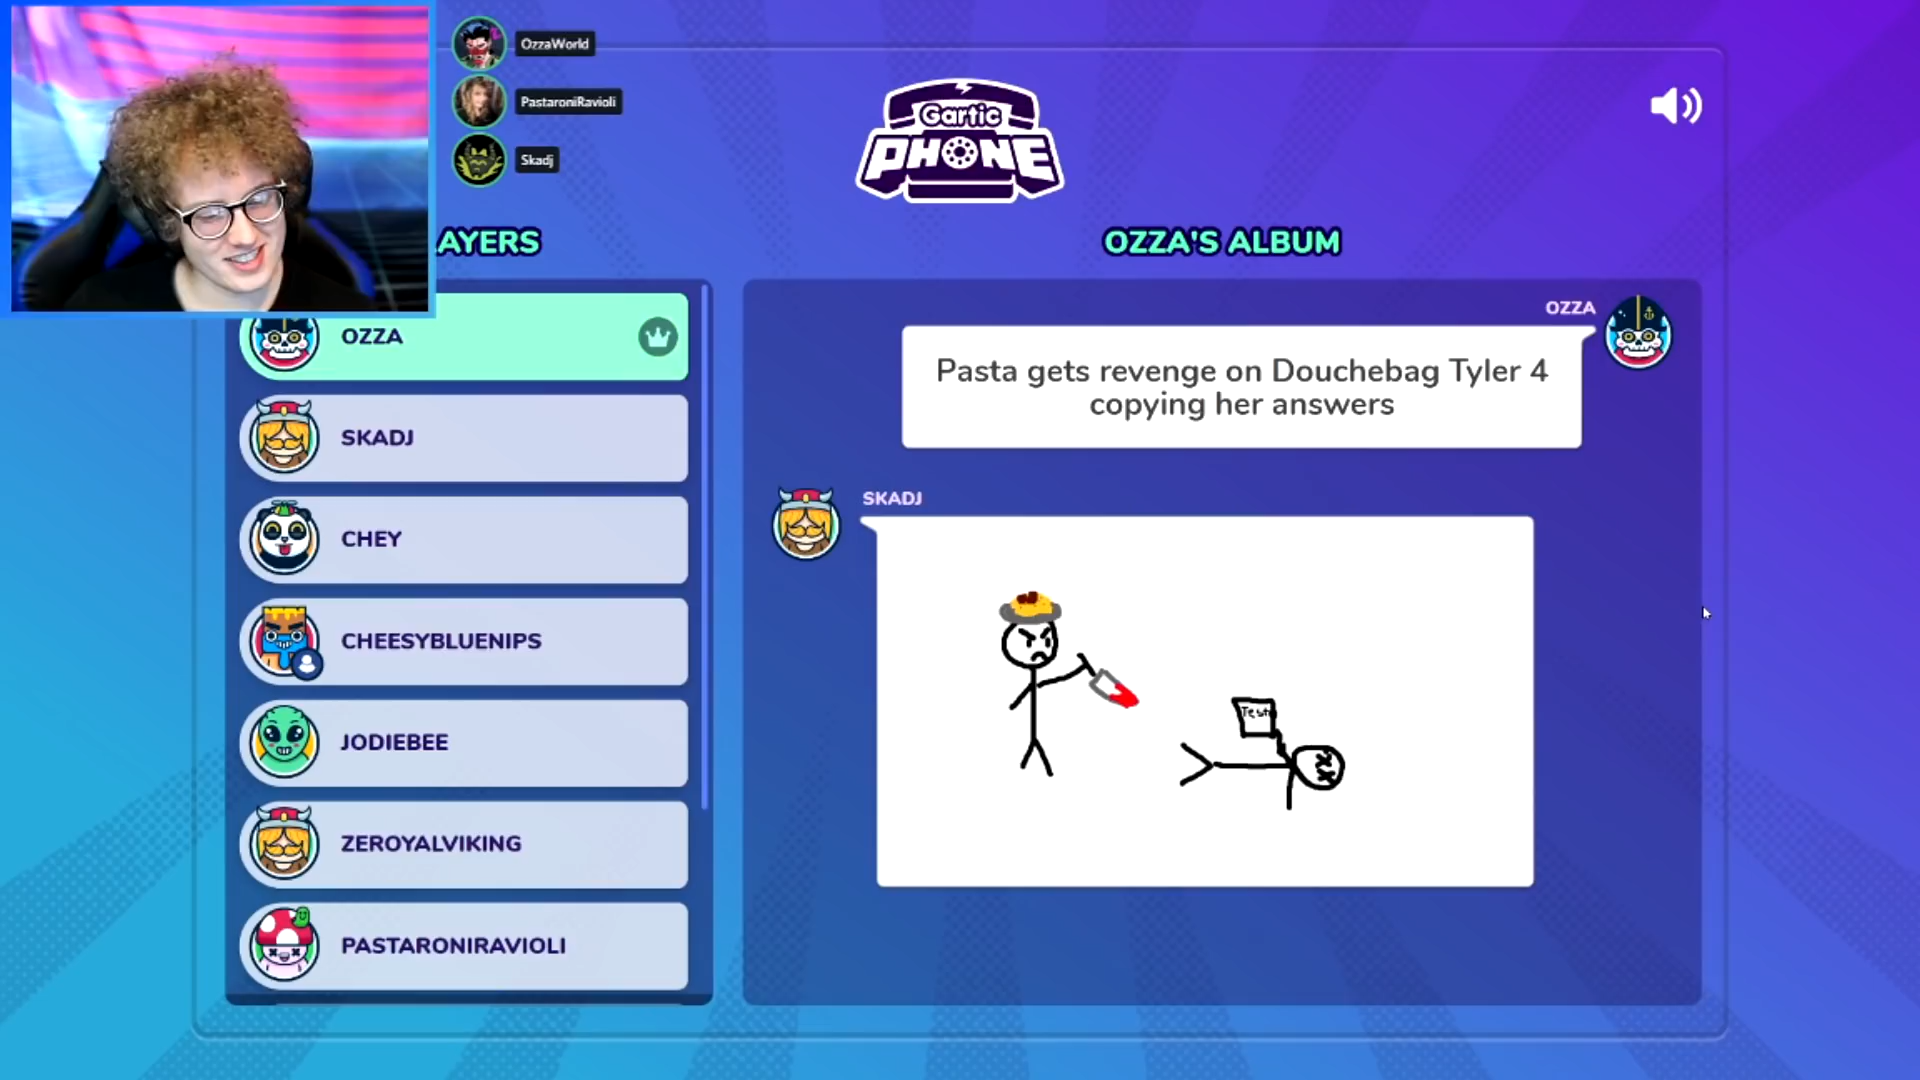 OzzaWorld
PastaroniRavioli
Skadj
Gartic
PHONE
AYERS
OZZA'S ALBUM
OZZA
SKADJ
CHEY
CHEESYBLUENIPS
JODIEBEE
ZEROYALVIKING
PASTARONIRAVIOLI
OZZA
Pasta gets revenge on Douchebag Tyler 4
copying her answers
SKADJ
Test